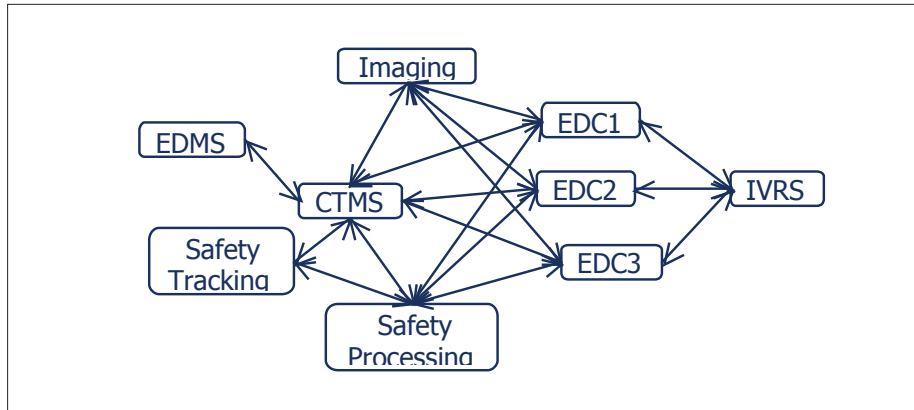 Imaging
EDC1
EDMS
CTMS
EDC2
IVRS
Safety
Tracking
EDC3
Safety
Processing